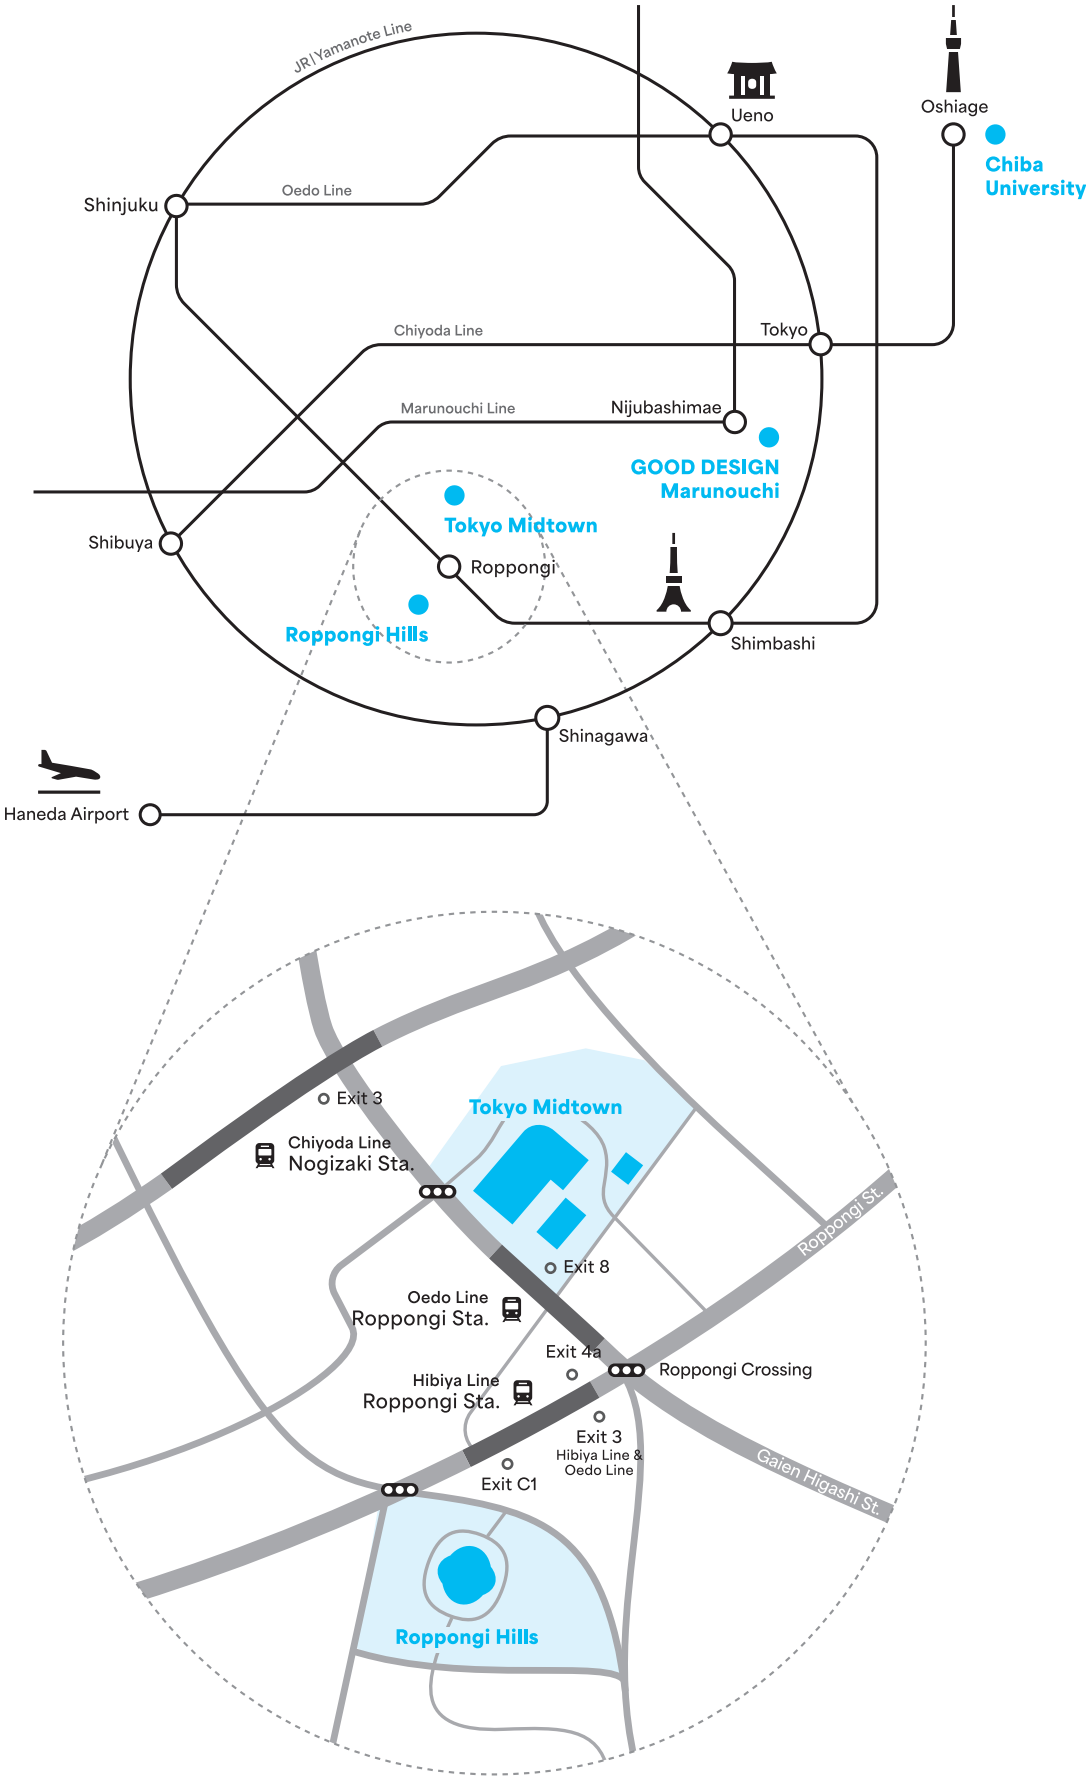 JR|Yamanote Line
Ueno
Oshiage
Chiba
University
Shinjuku
Oedo Line
Chiyoda Line
Tokyo
Marunouchi Line
Nijubashimae
GOOD DESIGN
Marunouchi
Tokyo Midtown
Shibuya
Roppongi
Roppongi Hills
Shimbashi
Shinagawa
Haneda Airport
Exit 3
Tokyo Midtown
Chiyoda Line
Nogizaki Sta.
Roppongi St.
Exit 8
Oedo Line
Roppongi Sta.
Exit 4a
Roppongi Crossing
Hibiya Line
Roppongi Sta.
Exit 3
Hibiya Line &
Oedo Line
Exit C1
Gaien Higashi St.
Roppongi Hills